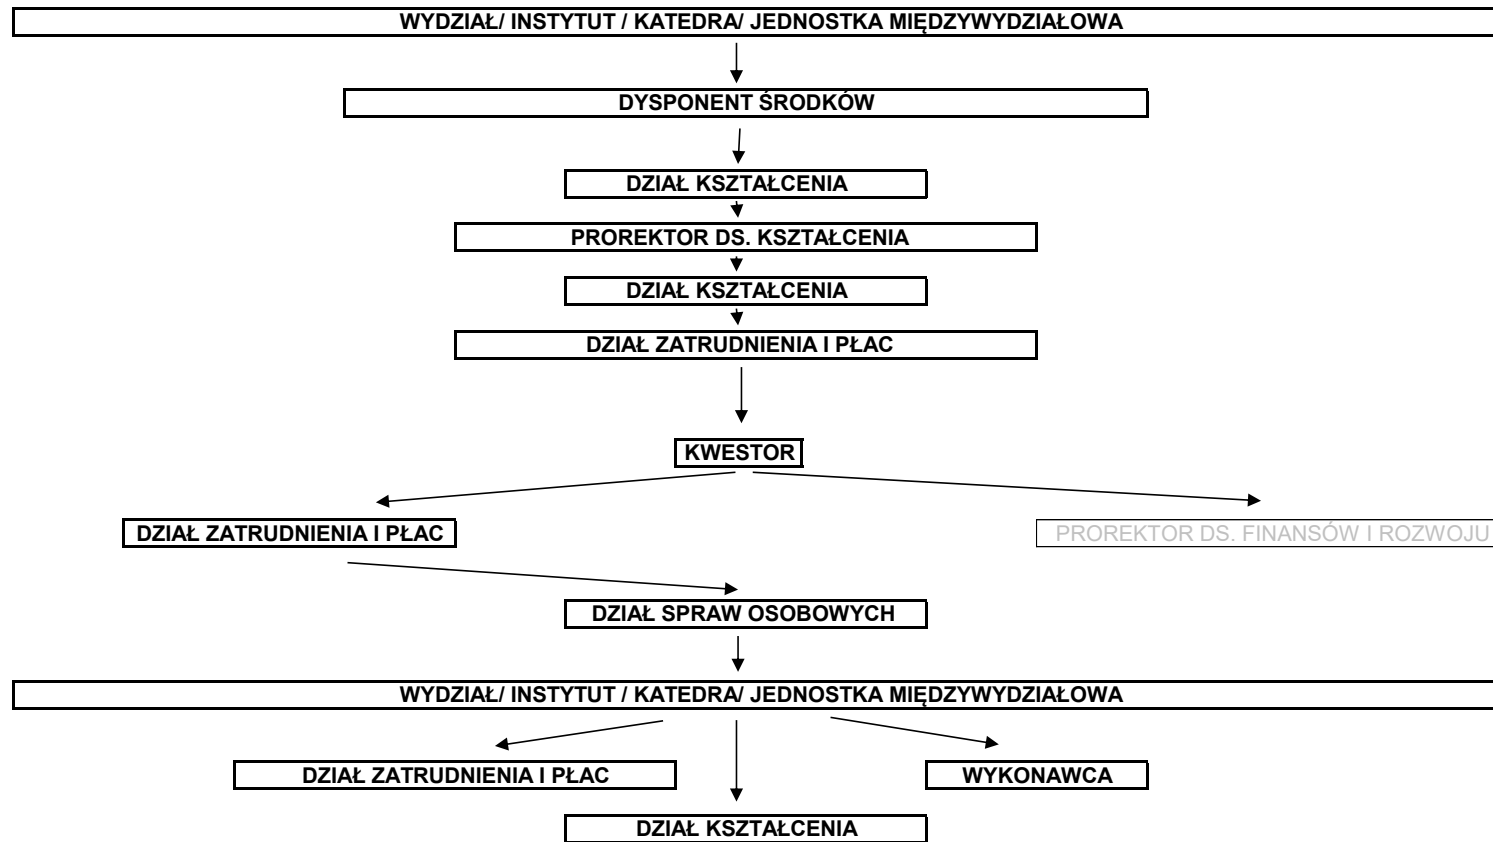 WYDZIAŁ/ INSTYTUT / KATEDRA/ JEDNOSTKA MIĘDZYWYDZIAŁOWA
DYSPONENT ŚRODKÓW
DZIAŁ KSZTAŁCENIA
PROREKTOR DS. KSZTAŁCENIA
DZIAŁ KSZTAŁCENIA
DZIAŁ ZATRUDNIENIA I PŁAC
KWESTOR
DZIAŁ ZATRUDNIENIA I PŁAC
PROREKTOR DS. FINANSÓW I ROZWOJU
DZIAŁ SPRAW OSOBOWYCH
WYDZIAŁ/ INSTYTUT / KATEDRA/ JEDNOSTKA MIĘDZYWYDZIAŁOWA
DZIAŁ ZATRUDNIENIA I PŁAC
WYKONAWCA
DZIAŁ KSZTAŁCENIA